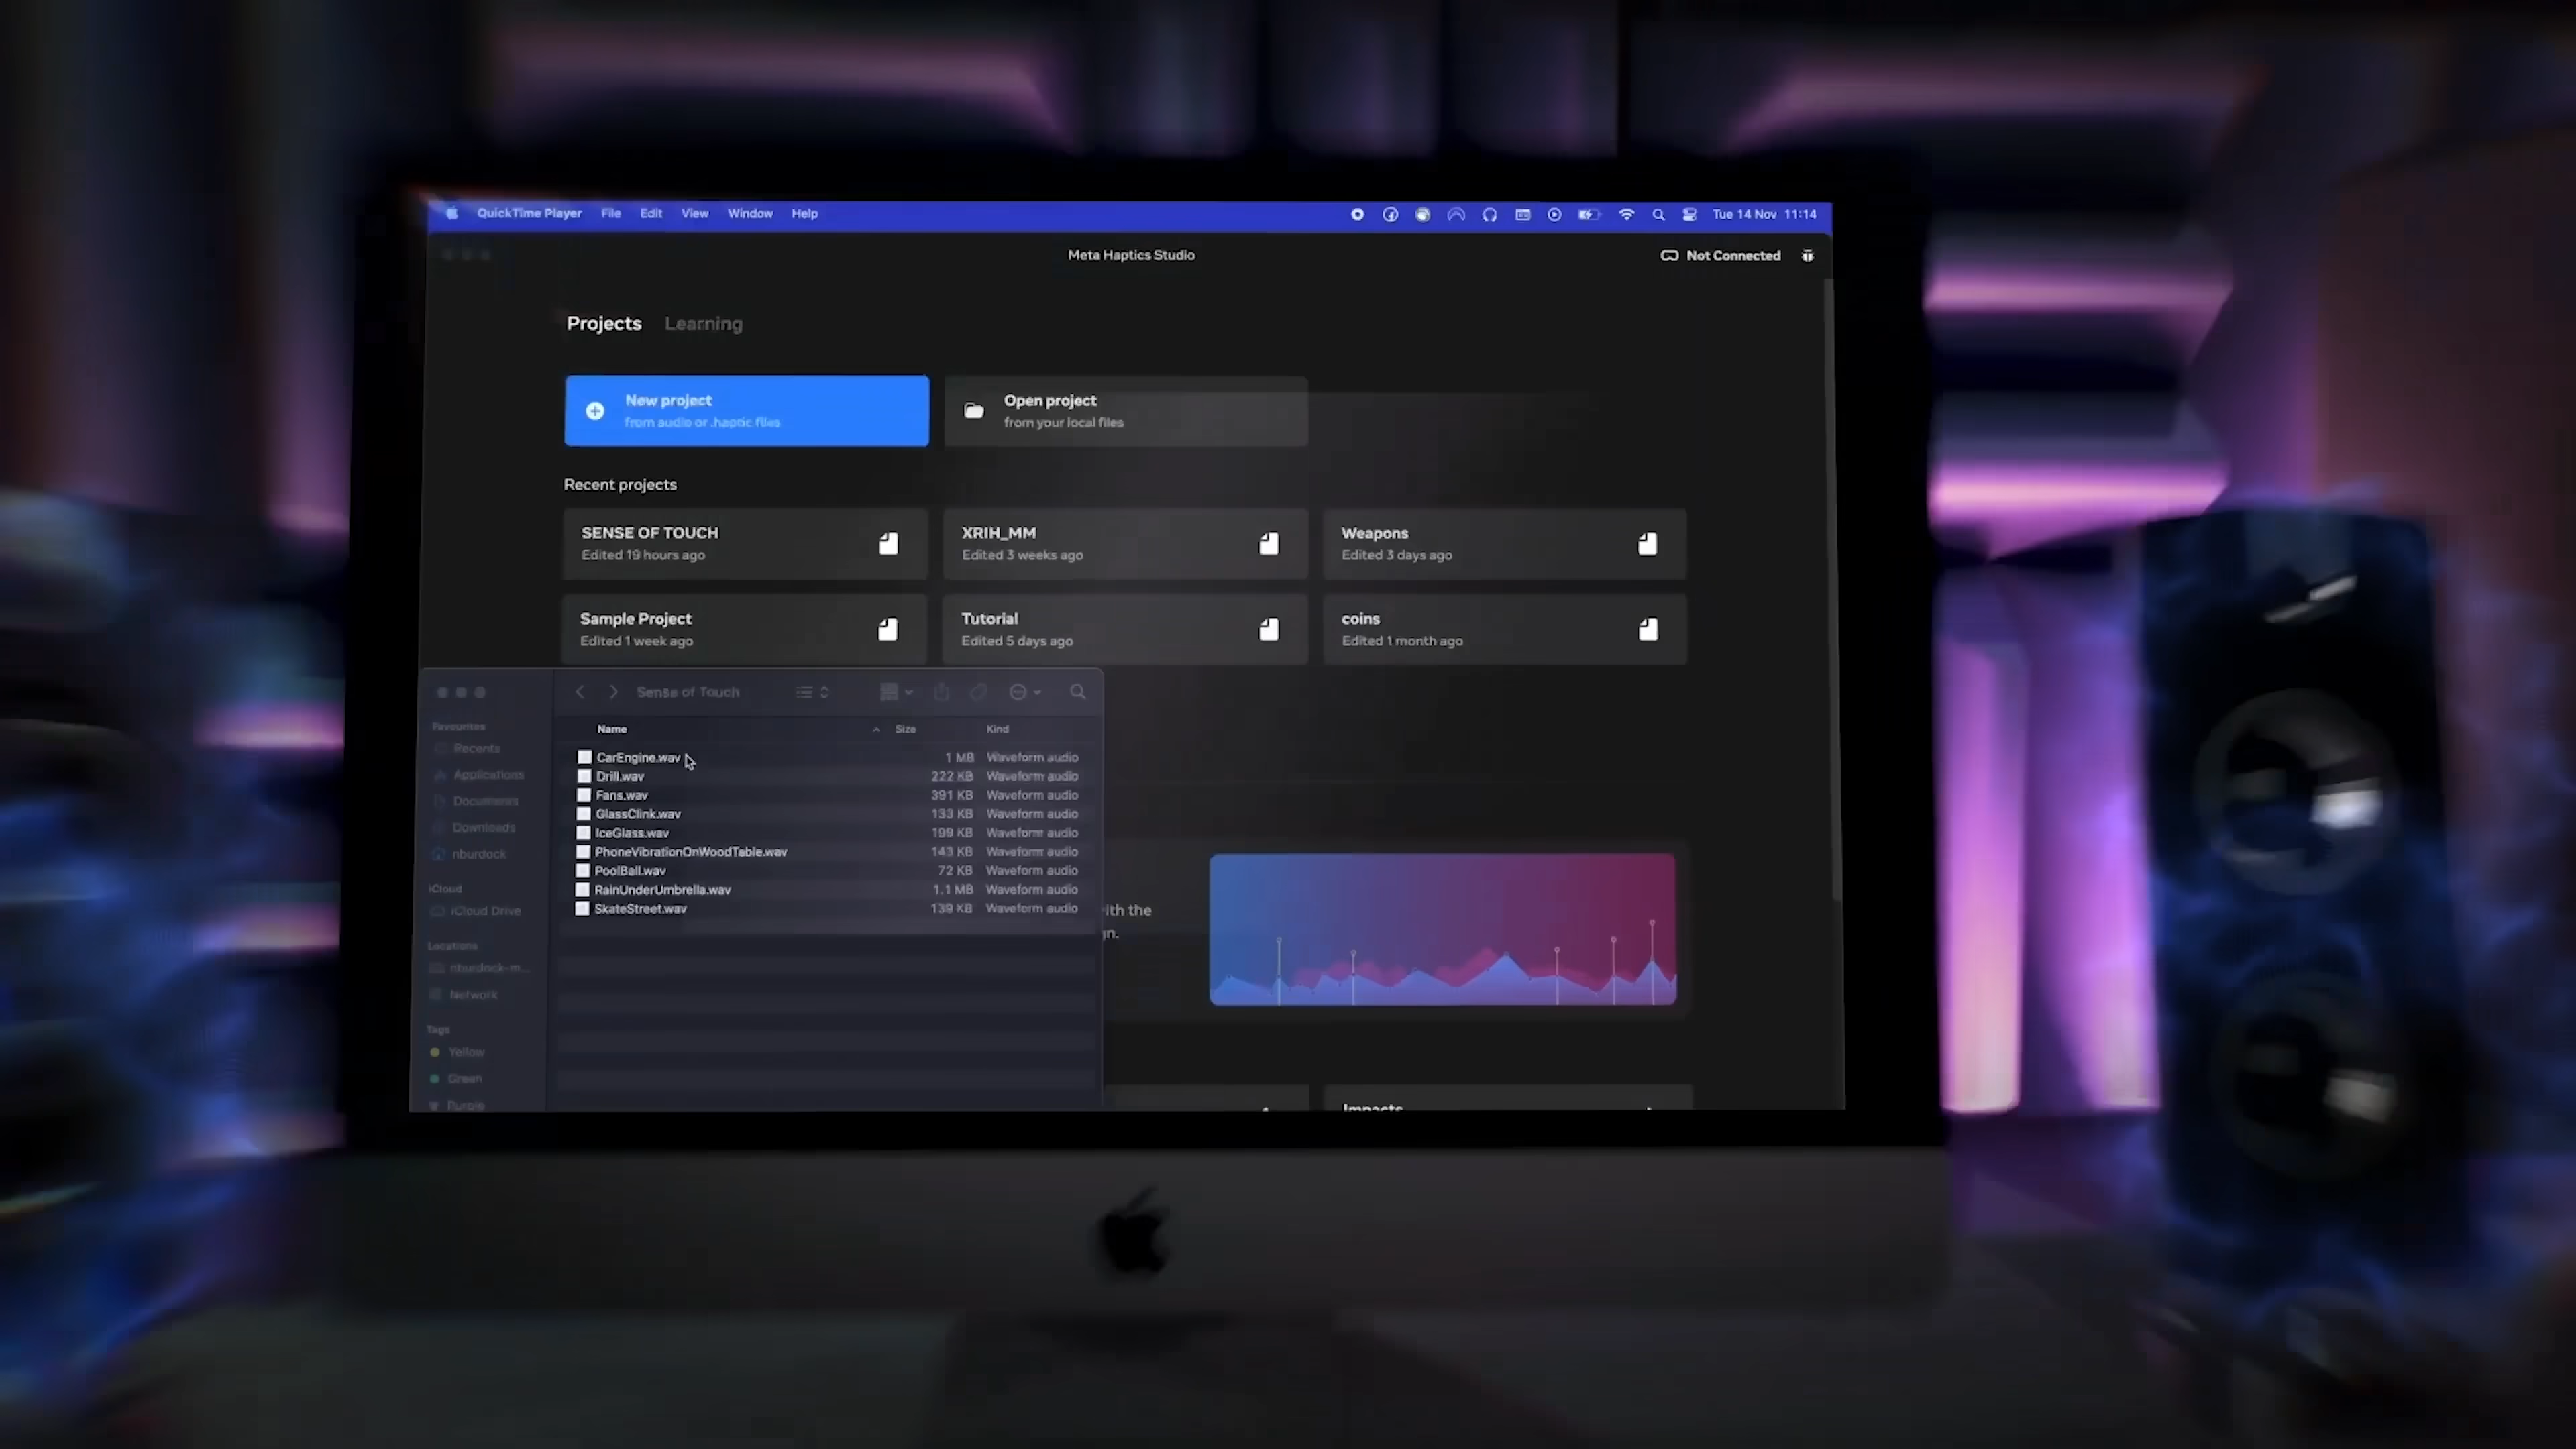 QuickTime Player File Edit View Window Help Tue 14 Nov 11:14
Meta Haptics Studio
Not Connected
Projects Learning
New project
from audio or .haptic files
Open project
from your local files
Recent projects
SENSE OF TOUCH
Edited 19 hours ago
XRIH_MM
Edited 3 weeks ago
Weapons
Edited 3 days ago
Sample Project
Edited 1 week ago
Tutorial
Edited 5 days ago
coins
Edited 1 month ago
Sense of Touch
Favourites
Recents
Applications
Documents
Downloads
nburdock
iCloud
iCloud Drive
Locations
nburdock-m...
Network
Tags
Yellow
Green
Purple
Name Size Kind
CarEngine.wav 1 MB Waveform audio
Drill.wav 222 KB Waveform audio
Fans.wav 391 KB Waveform audio
GlassClink.wav 133 KB Waveform audio
IceGlass.wav 199 KB Waveform audio
PhoneVibrationOnWoodTable.wav 143 KB Waveform audio
PoolBall.wav 72 KB Waveform audio
RainUnderUmbrella.wav 1.1 MB Waveform audio
SkateStreet.wav 139 KB Waveform audio
ith the
gn.
Impacts